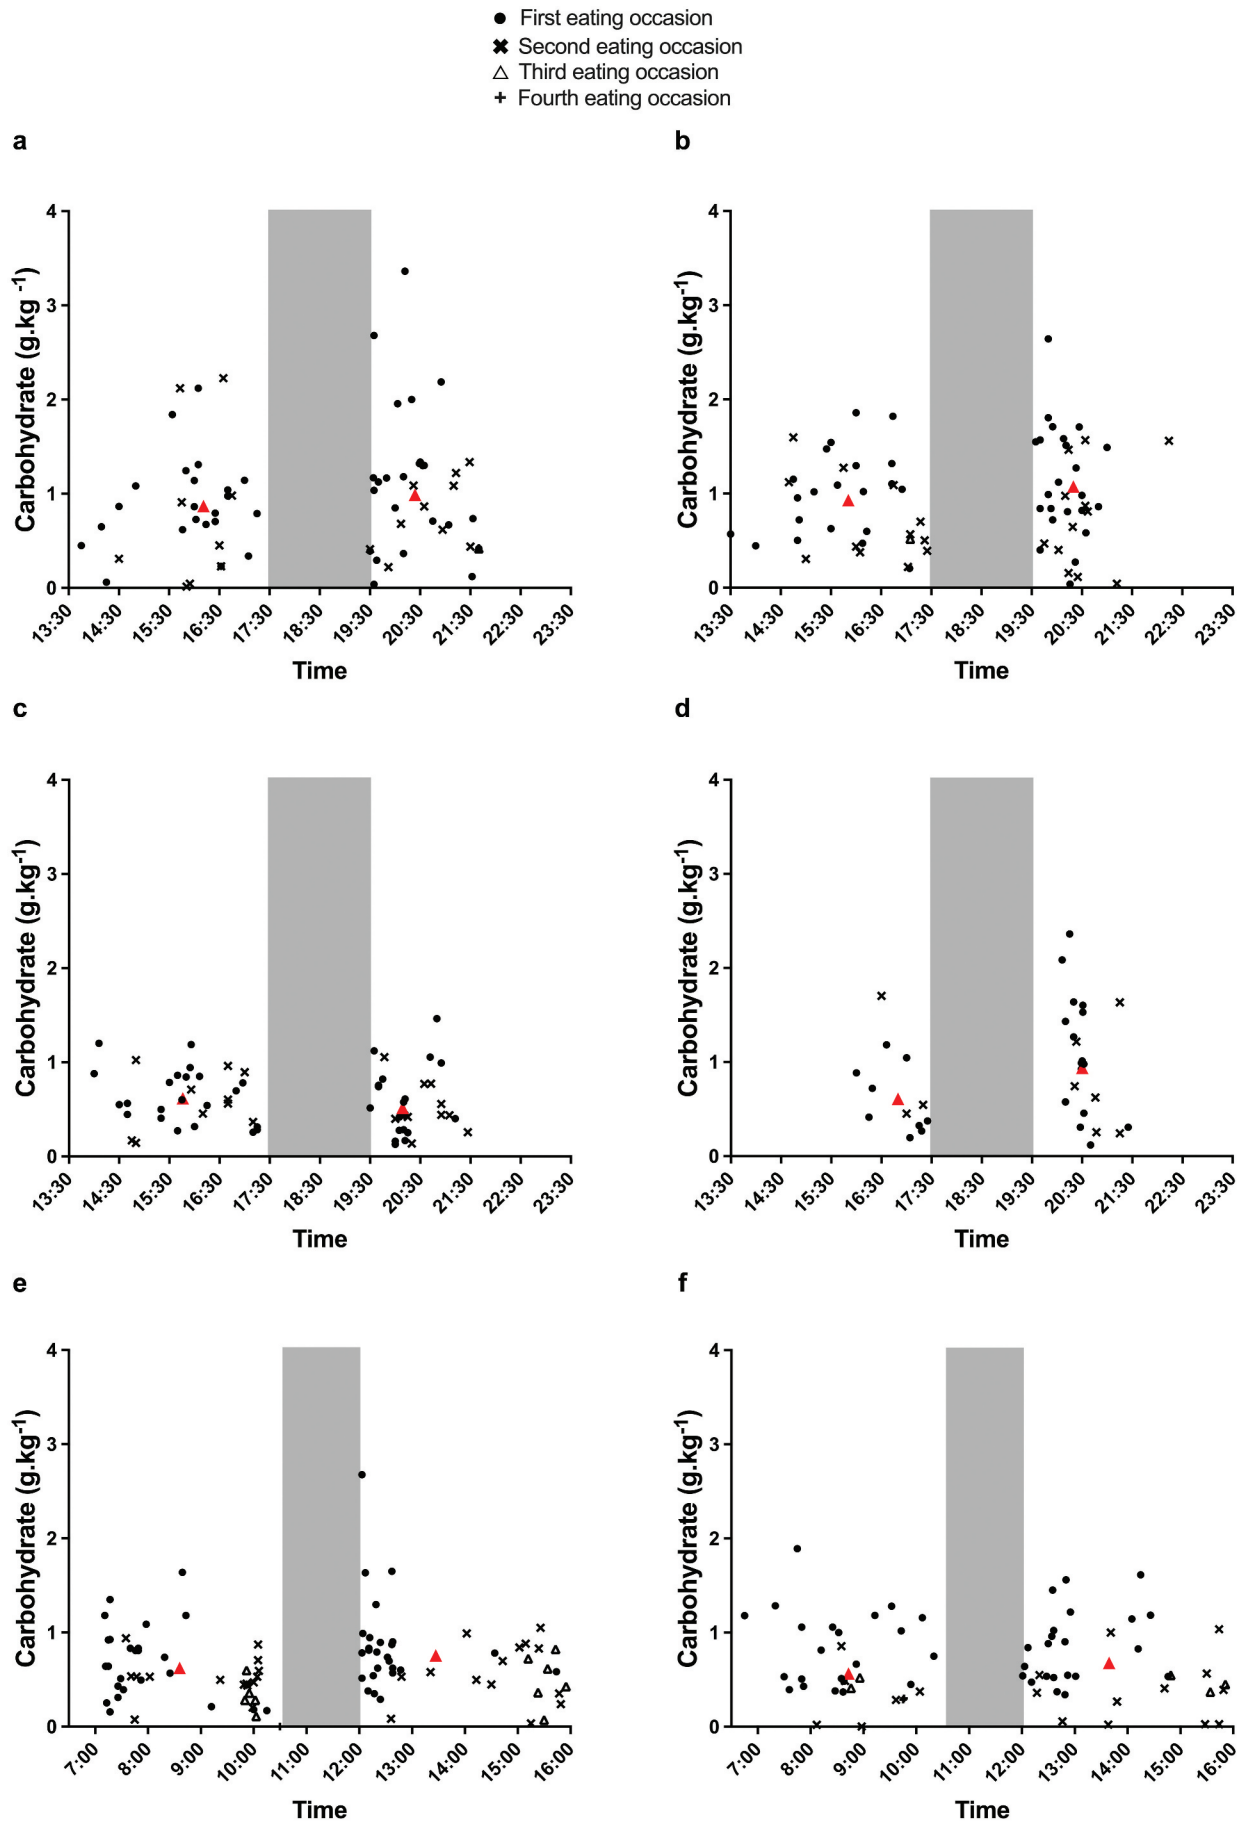 First eating occasion
Second eating occasion
Third eating occasion
Fourth eating occasion
a
b
4
3
2
1
0
Carbohydrate (g.kg -1)
13:30 14:30 15:30 16:30 17:30 18:30 19:30 20:30 21:30 22:30 23:30
Time
4
3
2
1
0
Carbohydrate (g.kg-1)
13:30 14:30 15:30 16:30 17:30 18:30 19:30 20:30 21:30 22:30 23:30
Time
c
d
4
3
2
1
0
Carbohydrate (g.kg-1)
13:30 14:30 15:30 16:30 17:30 18:30 19:30 20:30 21:30 22:30 23:30
Time
4
3
2
1
0
Carbohydrate (g.kg-1)
13:30 14:30 15:30 16:30 17:30 18:30 19:30 20:30 21:30 22:30 23:30
Time
e
f
4
3
2
1
0
Carbohydrate (g.kg-1)
7:00 8:00 9:00 10:00 11:00 12:00 13:00 14:00 15:00 16:00
Time
4
3
2
1
0
Carbohydrate (g.kg-1)
7:00 8:00 9:00 10:00 11:00 12:00 13:00 14:00 15:00 16:00
Time